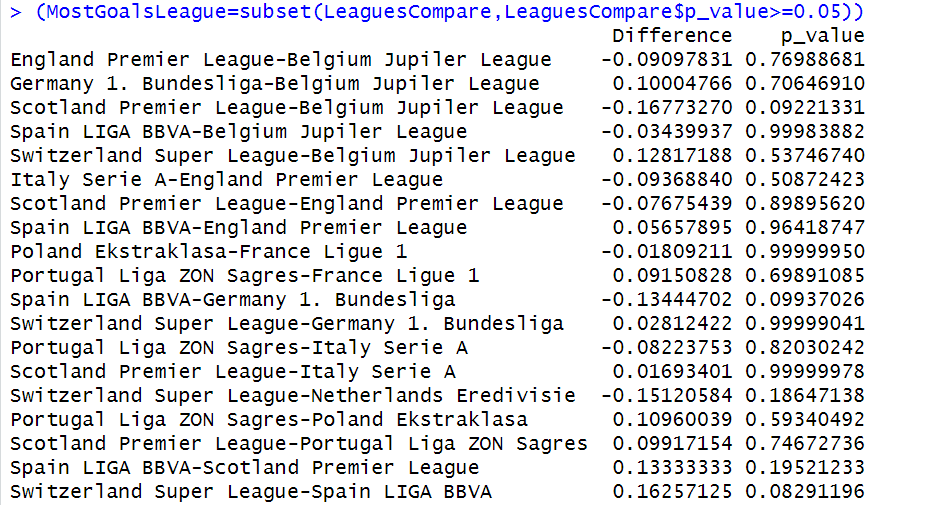 > (MostGoalsLeague=subset(LeaguesCompare,LeaguesCompare$p_value>=0.05))
Difference p_value
England Premier League-Belgium Jupiler League -0.09097831 0.76988681
Germany 1. Bundesliga-Belgium Jupiler League 0.10004766 0.70646910
Scotland Premier League-Belgium Jupiler League -0.16773270 0.09221331
Spain LIGA BBVA-Belgium Jupiler League -0.03439937 0.99983882
Switzerland Super League-Belgium Jupiler League 0.12817188 0.53746740
Italy Serie A-England Premier League -0.09368840 0.50872423
Scotland Premier League-England Premier League -0.07675439 0.89895620
Spain LIGA BBVA-England Premier League 0.05657895 0.96418747
Poland Ekstraklasa-France Ligue 1 -0.01809211 0.99999950
Portugal Liga ZON Sagres-France Ligue 1 0.09150828 0.69891085
Spain LIGA BBVA-Germany 1. Bundesliga -0.13444702 0.09937026
Switzerland Super League-Germany 1. Bundesliga 0.02812422 0.99999041
Portugal Liga ZON Sagres-Italy Serie A -0.08223753 0.82030242
Scotland Premier League-Italy Serie A 0.01693401 0.99999978
Switzerland Super League-Netherlands Eredivisie -0.15120584 0.18647138
Portugal Liga ZON Sagres-Poland Ekstraklasa 0.10960039 0.59340492
Scotland Premier League-Portugal Liga ZON Sagres 0.09917154 0.74672736
Spain LIGA BBVA-Scotland Premier League 0.13333333 0.19521233
Switzerland Super League-Spain LIGA BBVA 0.16257125 0.08291196